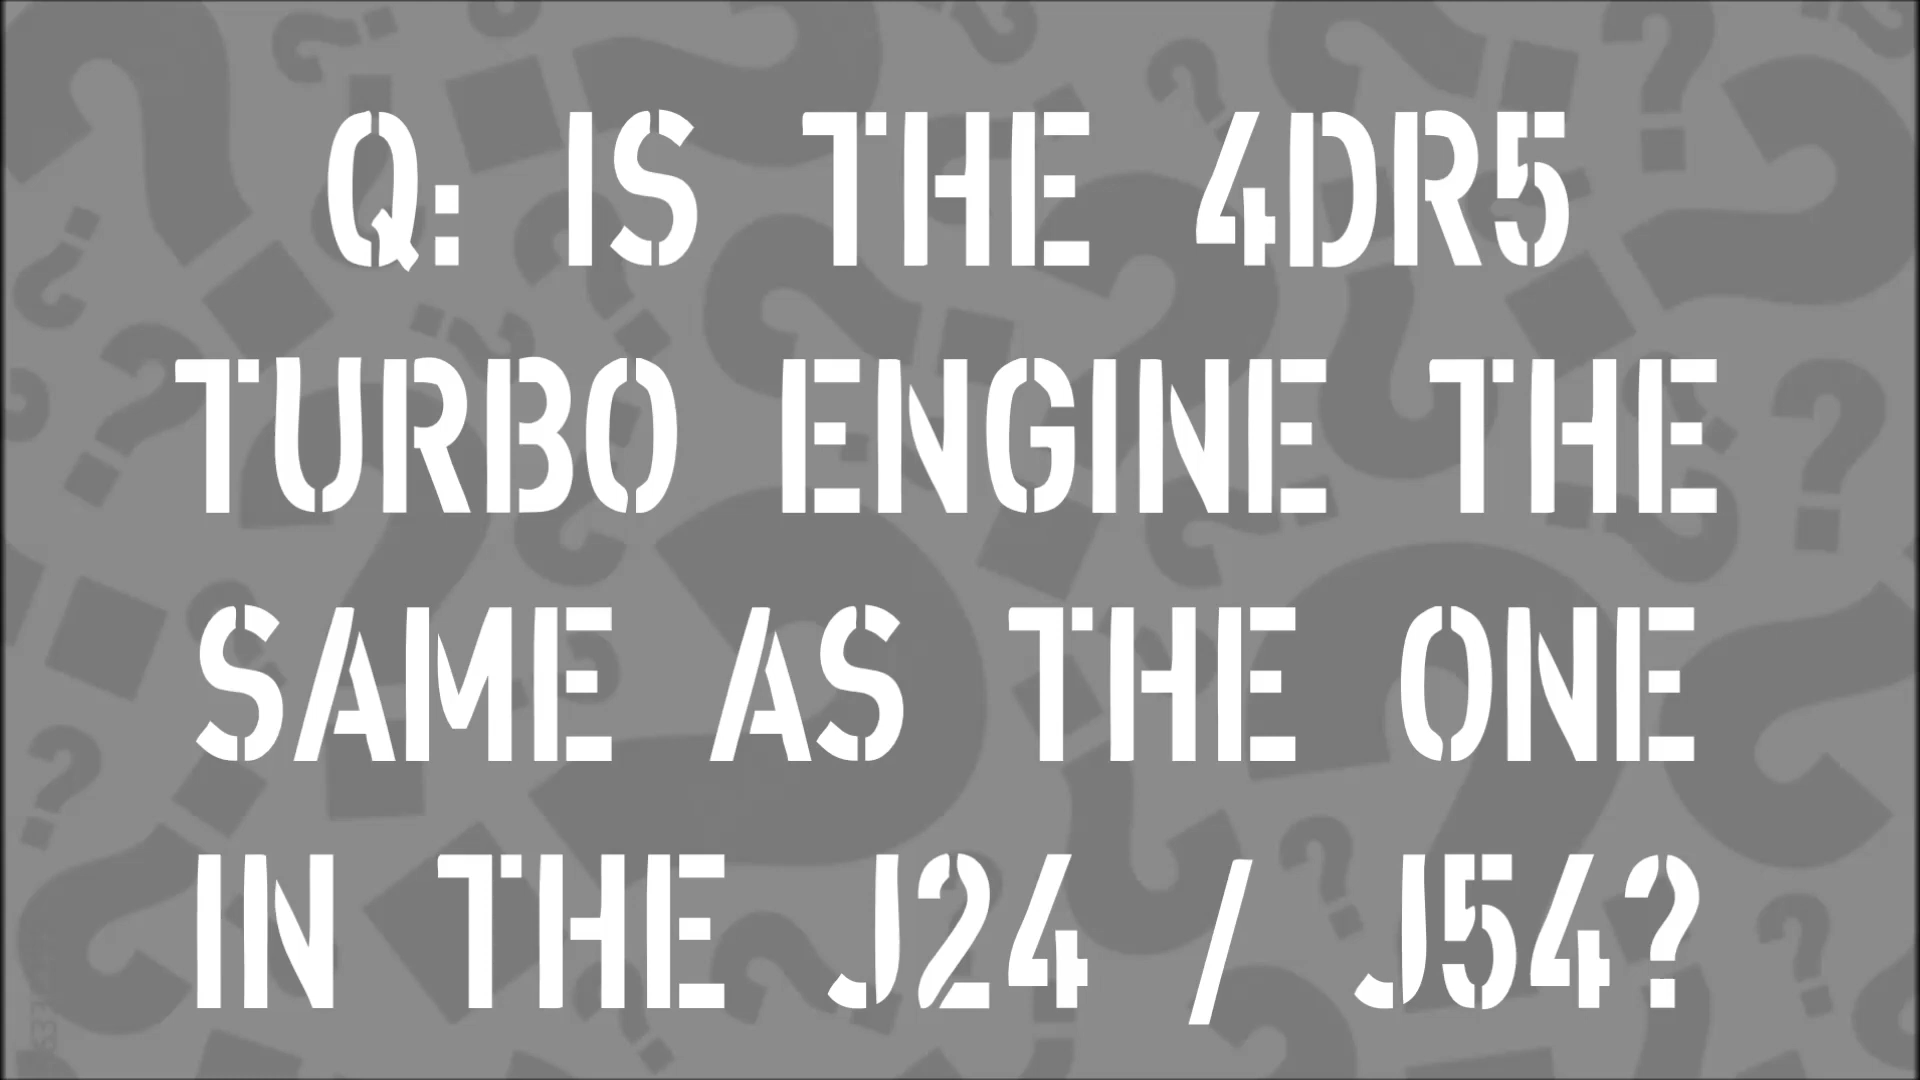 Q: IS THE 4DR5
TURBO ENGINE THE
SAME AS THE ONE
IN THE J24 / J54?